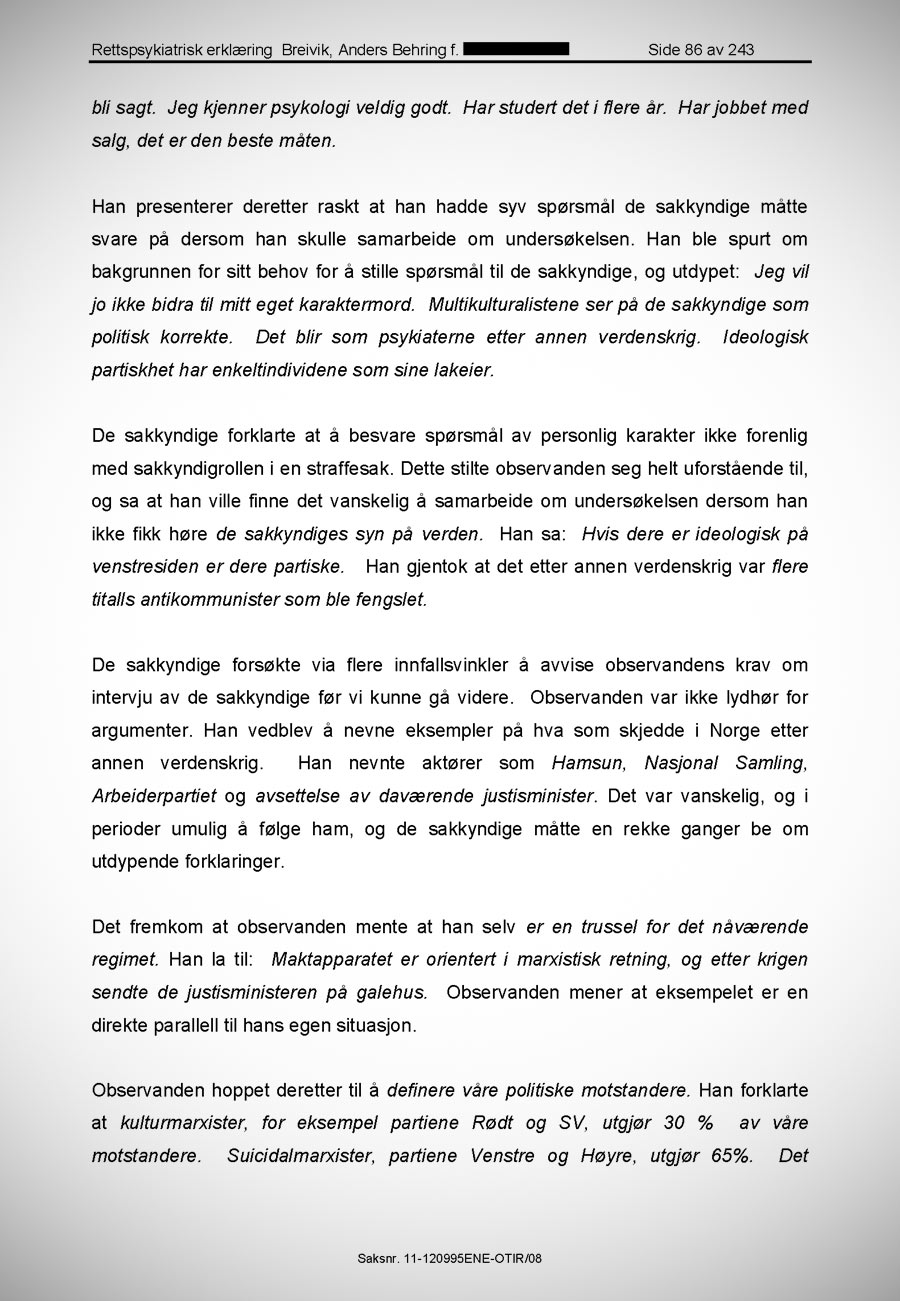 Rettspsykiatrisk erklæring Breivik, Anders Behring f. Side 86 av 243
bli sagt. Jeg kjenner psykologi veldig godt. Har studert det i flere år. Har jobbet med
salg, det er den beste måten.
Han presenterer deretter raskt at han hadde syv spørsmål de sakkyndige måtte
svare på dersom han skulle samarbeide om undersøkelsen. Han ble spurt om
bakgrunnen for sitt behov for å stille spørsmål til de sakkyndige, og utdypet: Jeg vil
jo ikke bidra til mitt eget karaktermord. Multikulturalistene ser på de sakkyndige som
politisk korrekte. Det blir som psykiaterne etter annen verdenskrig. Ideologisk
partiskhet har enkeltindividene som sine lakeier.
De sakkyndige forklarte at å besvare spørsmål av personlig karakter ikke forenlig
med sakkyndigrollen i en straffesak. Dette stilte observanden seg helt uforstående til,
og sa at han ville finne det vanskelig å samarbeide om undersøkelsen dersom han
ikke fikk høre de sakkyndiges syn på verden. Han sa: Hvis dere er ideologisk på
venstresiden er dere partiske. Han gjentok at det etter annen verdenskrig var flere
titalls antikommunister som ble fengslet.
De sakkyndige forsøkte via flere innfallsvinkler å avvise observandens krav om
intervju av de sakkyndige før vi kunne gå videre. Observanden var ikke lydhør for
argumenter. Han vedblev å nevne eksempler på hva som skjedde i Norge etter
annen verdenskrig. Han nevnte aktører som Hamsun, Nasjonal Samling,
Arbeiderpartiet og avsettelse av daværende justisminister. Det var vanskelig, og i
perioder umulig å følge ham, og de sakkyndige måtte en rekke ganger be om
utdypende forklaringer.
Det fremkom at observanden mente at han selv er en trussel for det nåværende
regimet. Han la til: Maktapparatet er orientert i marxistisk retning, og etter krigen
sendte de justisministeren på galehus. Observanden mener at eksempelet er en
direkte parallell til hans egen situasjon.
Observanden hoppet deretter til å definere våre politiske motstandere. Han forklarte
at kulturmarxister, for eksempel partiene Rødt og SV, utgjør 30 % av våre
motstandere. Suicidalmarxister, partiene Venstre og Høyre, utgjør 65%. Det
Saksnr. 11-120995ENE-OTIR/08